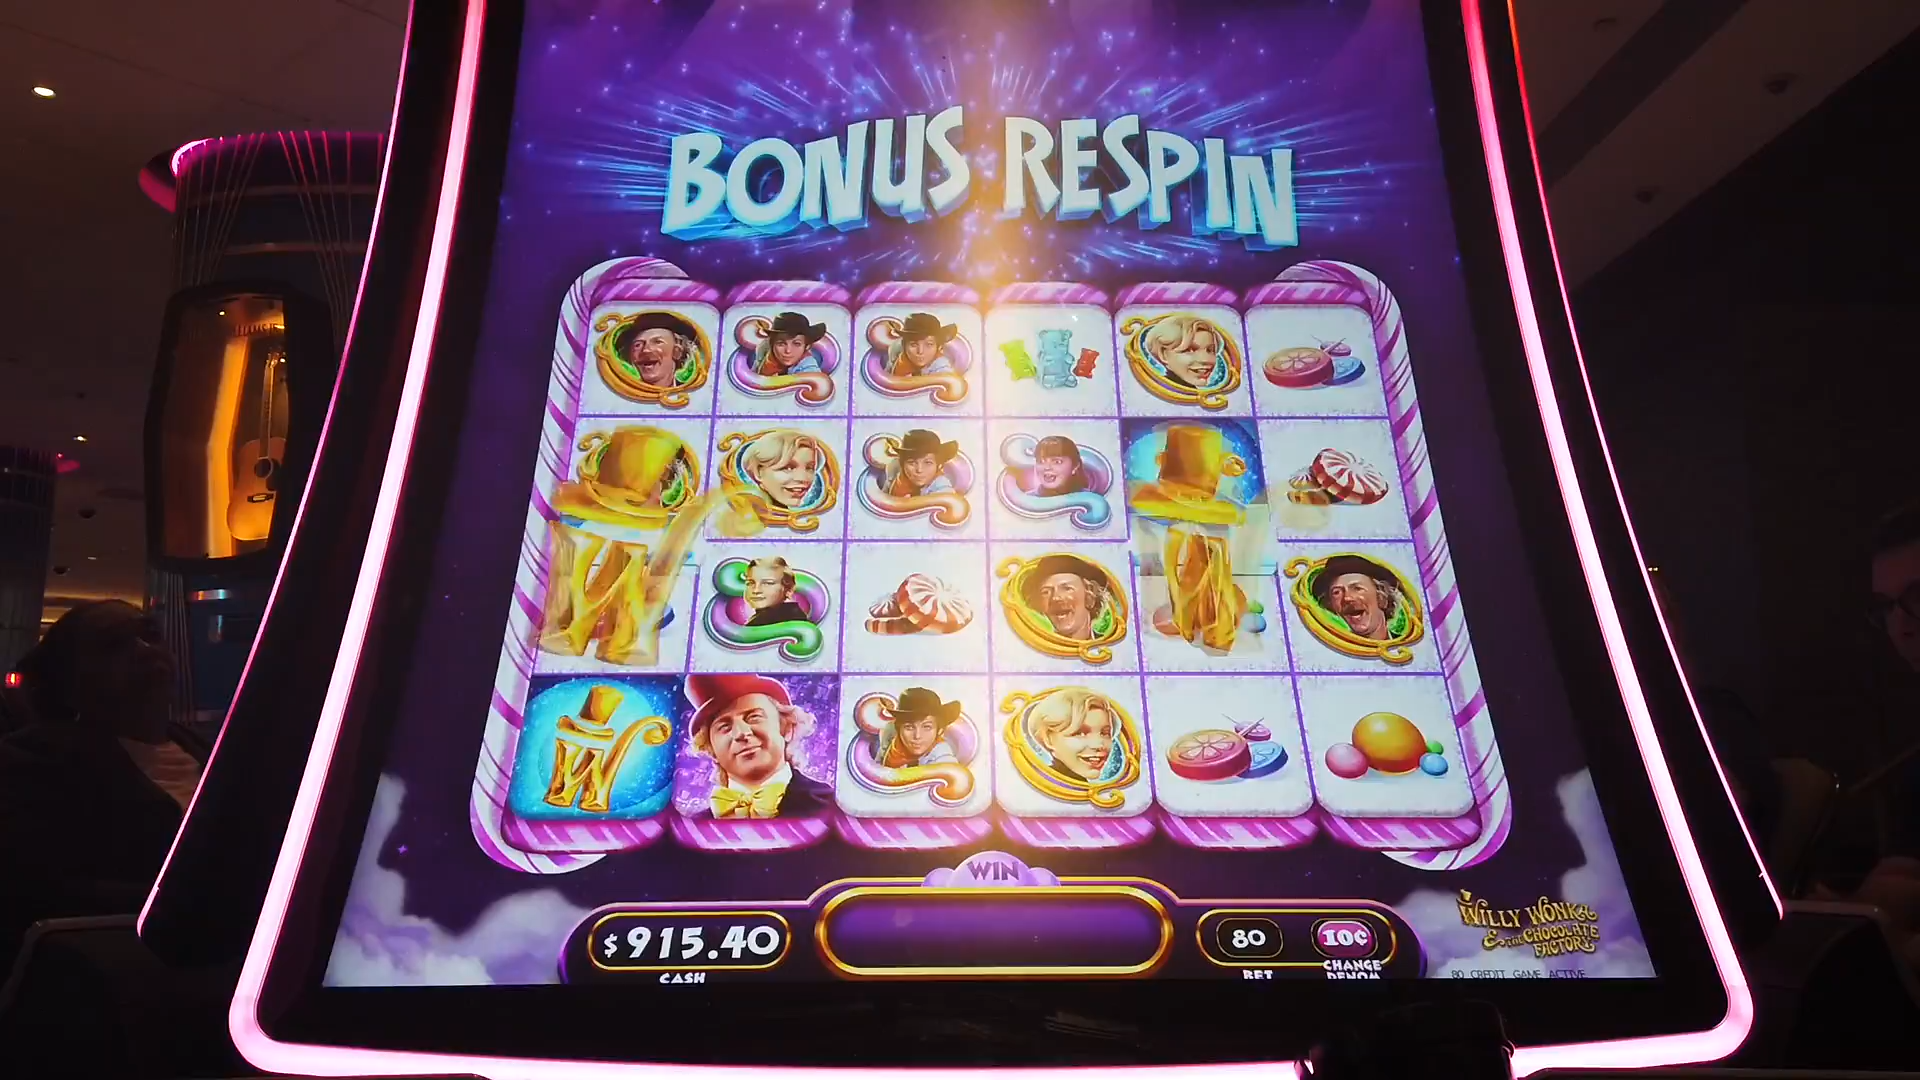 BONUS RESPIN
W
W
W
WIN
$915.40
CASH
80
BET
10¢
CHANGE
DENOM
WILLY WONKA
& THE CHOCOLATE
FACTORY
80 CREDIT GAME ACTIVE